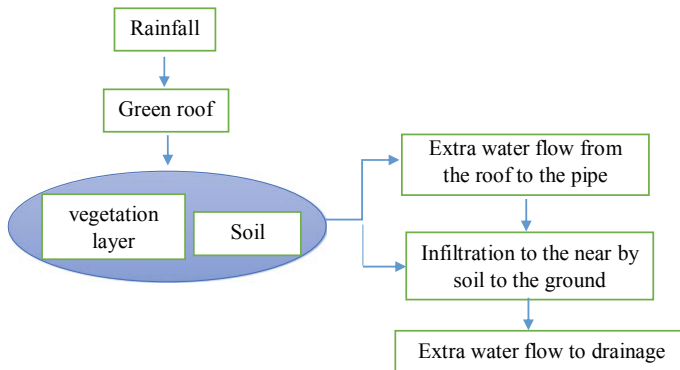 Rainfall
Green roof
vegetation
layer
Soil
Extra water flow from
the roof to the pipe
Infiltration to the near by
soil to the ground
Extra water flow to drainage